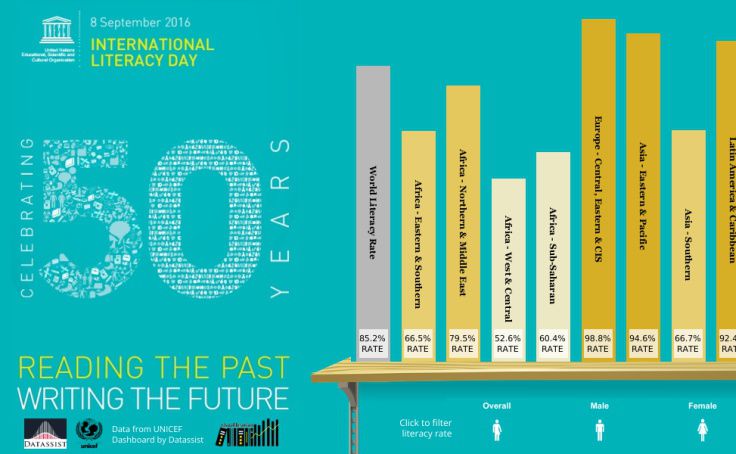 United Nations
Educational, Scientific and
Cultural Organization
8 September 2016
INTERNATIONAL
LITERACY DAY
CELEBRATING
50
YEARS
READING THE PAST
WRITING THE FUTURE
DATASSIST
unicef
Data from UNICEF
Dashboard by Datassist
World Literacy Rate
85.2%
RATE
Africa - Eastern & Southern
66.5%
RATE
Africa - Northern & Middle East
79.5%
RATE
Africa - West & Central
52.6%
RATE
Africa - Sub-Saharan
60.4%
RATE
Europe - Central, Eastern & CIS
98.8%
RATE
Asia - Eastern & Pacific
94.6%
RATE
Asia - Southern
66.7%
RATE
Latin America & Caribbean
92.4
RATE
Click to filter
literacy rate
Overall
Male
Female